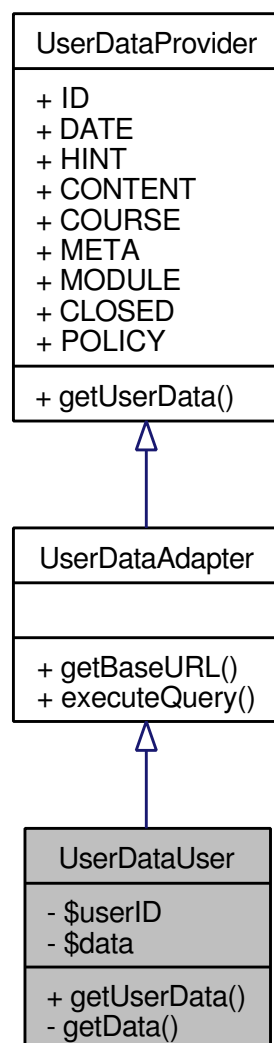 UserDataProvider
+ ID
+ DATE
+ HINT
+ CONTENT
+ COURSE
+ META
+ MODULE
+ CLOSED
+ POLICY
+ getUserData()
UserDataAdapter
+ getBaseURL()
+ executeQuery()
UserDataUser
- $userID
- $data
+ getUserData()
- getData()